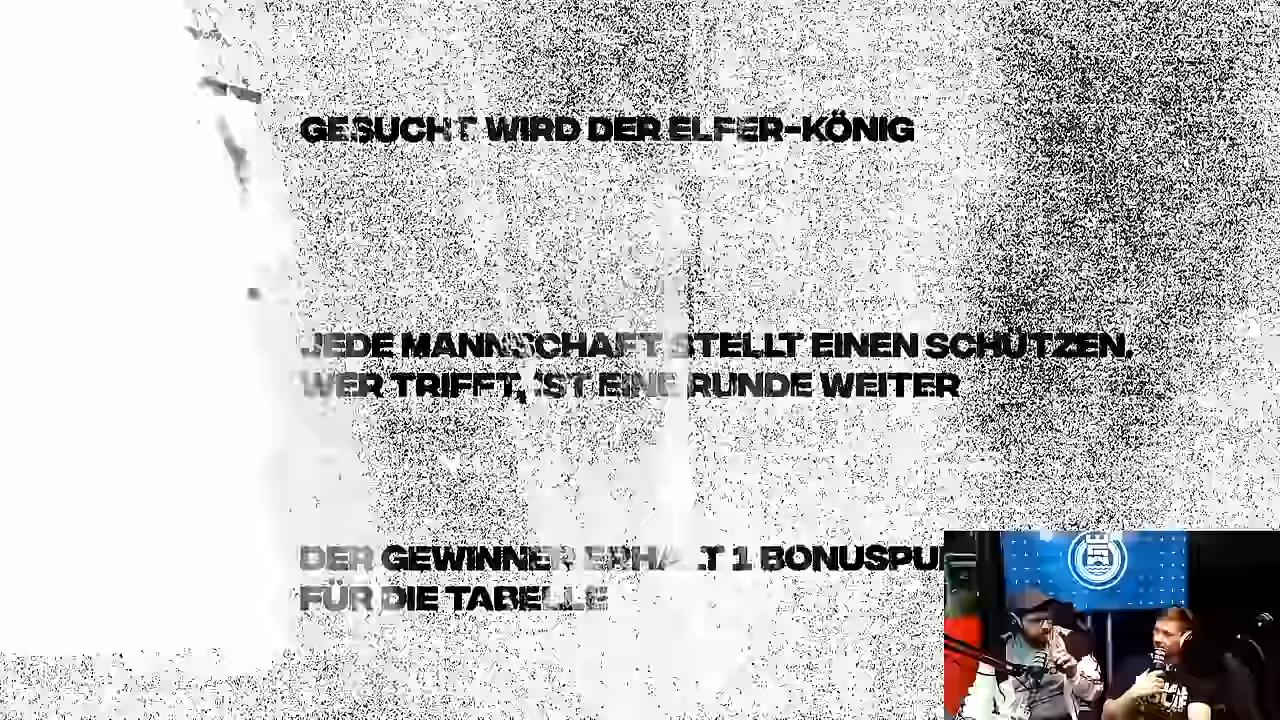 GESUCHT WIRD DER ELFER-KÖNIG
JEDE MANNSCHAFT STELLT EINEN SCHÜTZEN.
WER TRIFFT, IST EINE RUNDE WEITER
DER GEWINNER ERHÄLT 1
FÜR DIE TABELLE